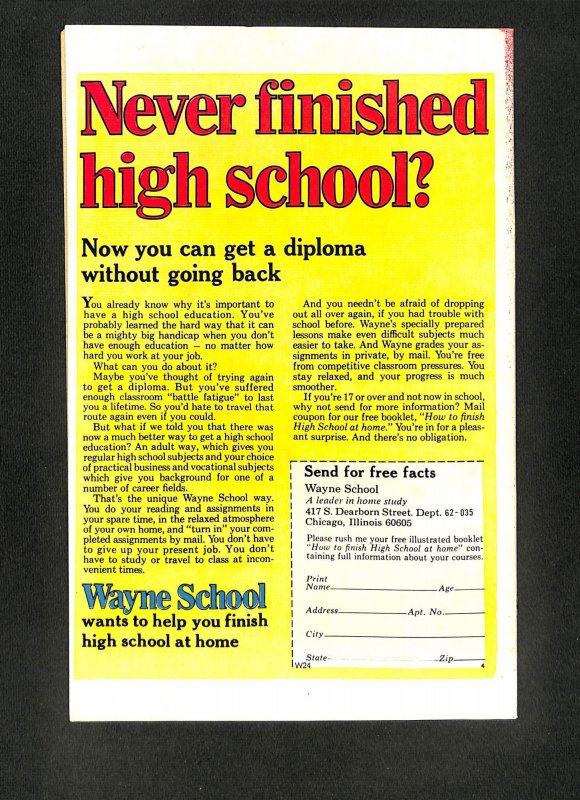 Never finished
high school?
Now you can get a diploma
without going back
You already know why it's important to
have a high school education. You've
probably learned the hard way that it can
be a mighty big handicap when you don't
have enough education — no matter how
hard you work at your job.
What can you do about it?
Maybe you've thought of trying again
to get a diploma. But you've suffered
enough classroom "battle fatigue" to last
you a lifetime. So you'd hate to travel that
route again even if you could.
But what if we told you that there was
now a much better way to get a high school
education? An adult way, which gives you
regular high school subjects and your choice
of practical business and vocational subjects
which give you background for one of a
number of career fields.
That's the unique Wayne School way.
You do your reading and assignments in
your spare time, in the relaxed atmosphere
of your own home, and "turn in" your com-
pleted assignments by mail. You don't have
to give up your present job. You don't
have to study or travel to class at incon-
venient times.
Wayne School
wants to help you finish
high school at home
And you needn't be afraid of dropping
out all over again, if you had trouble with
school before. Wayne's specially prepared
lessons make even difficult subjects much
easier to take. And Wayne grades your as-
signments in private, by mail. You're free
from competitive classroom pressures. You
stay relaxed, and your progress is much
smoother.
If you're 17 or over and not now in school,
why not send for more information? Mail
coupon for our free booklet, "How to finish
High School at home." You're in for a pleas-
ant surprise. And there's no obligation.
Send for free facts
Wayne School
A leader in home study
417 S. Dearborn Street. Dept. 62-035
Chicago, Illinois 60605
Please rush me your free illustrated booklet
"How to finish High School at home" con-
taining full information about your courses.
Print
Name Age
Address Apt. No.
City
State Zip
W24 4